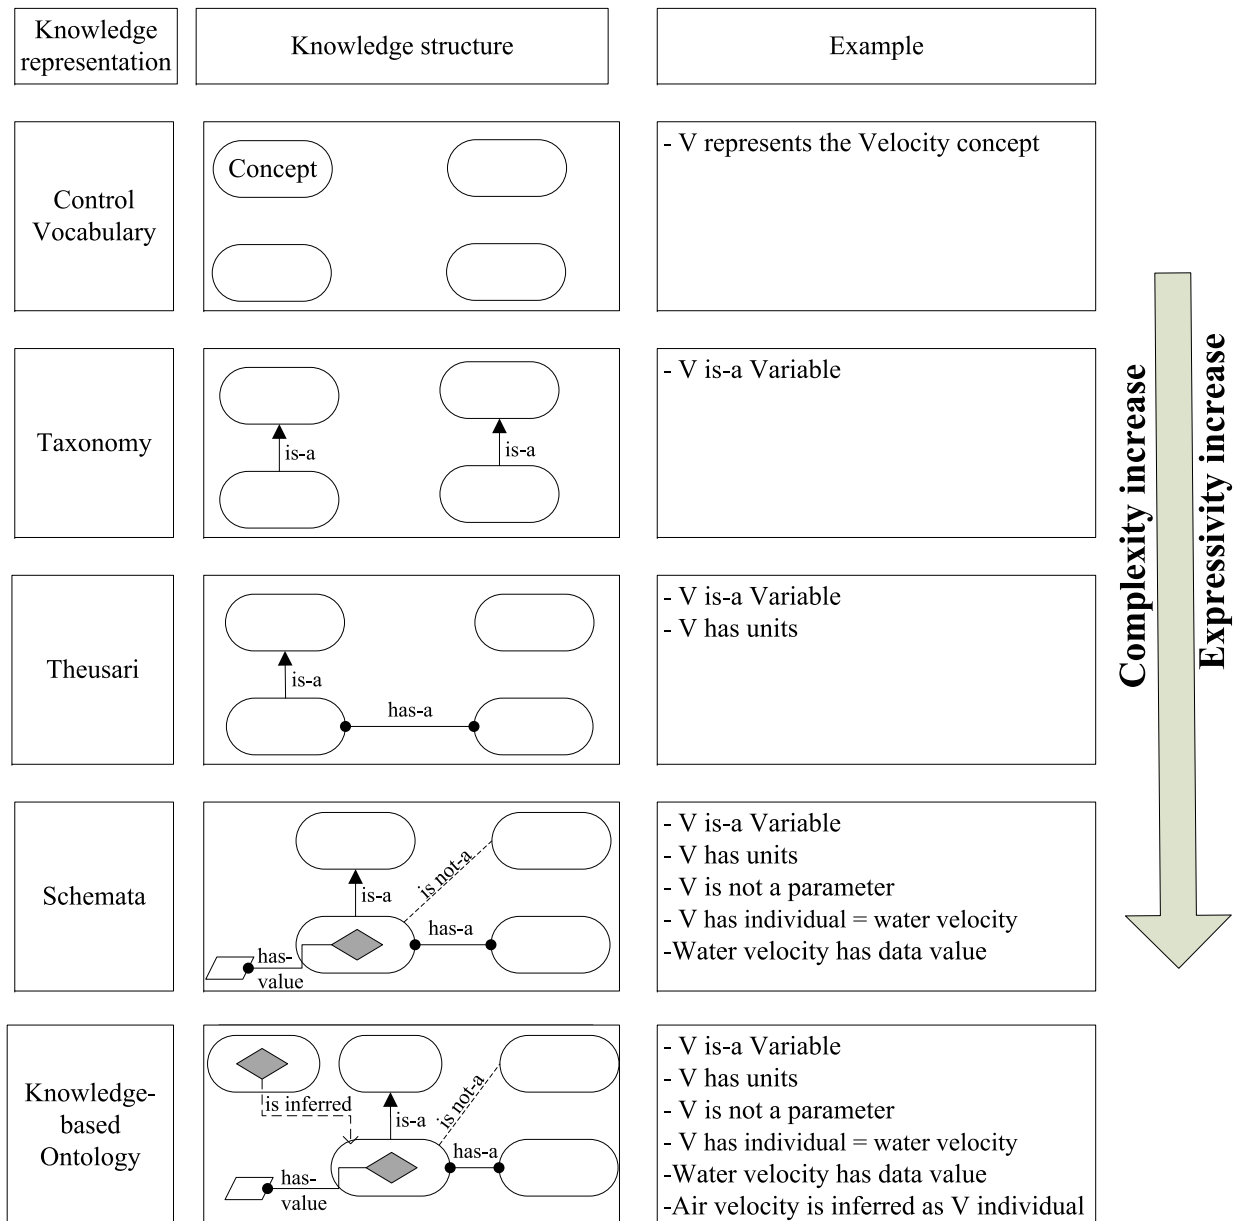 Knowledge
representation
Knowledge structure
Example
Control
Vocabulary
Concept
- V represents the Velocity concept
Taxonomy
is-a
is-a
- V is-a Variable
Theusari
is-a
has-a
- V is-a Variable
- V has units
Schemata
is-a
is not-a
has-a
has-
value
- V is-a Variable
- V has units
- V is not a parameter
- V has individual = water velocity
-Water velocity has data value
Knowledge-
based
Ontology
is inferred
is-a
is not-a
has-a
has-
value
- V is-a Variable
- V has units
- V is not a parameter
- V has individual = water velocity
-Water velocity has data value
-Air velocity is inferred as V individual
Complexity increase
Expressivity increase